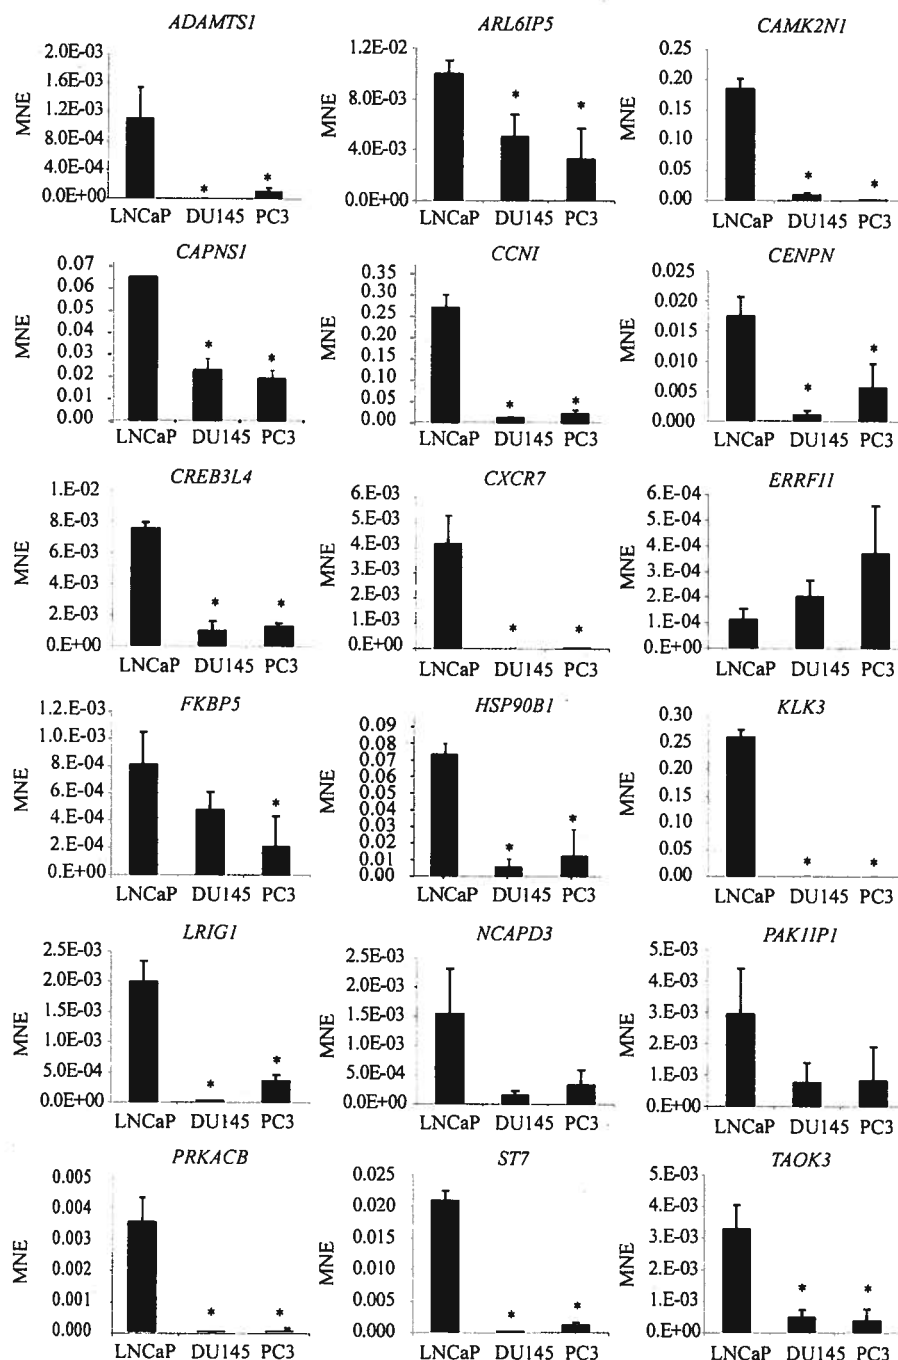 ADAMTS1
MNE
2.0E-03
1.6E-03
1.2E-03
8.0E-04
4.0E-04
0.E+00
*
*
LNCaP DU145 PC3
ARL6IP5
MNE
1.2E-02
8.0E-03
4.0E-03
0.0E+00
*
*
LNCaP DU145 PC3
CAMK2N1
MNE
0.25
0.20
0.15
0.10
0.05
0.00
*
*
LNCaP DU145 PC3
CAPNS1
MNE
0.07
0.06
0.05
0.04
0.03
0.02
0.01
0.00
*
*
LNCaP DU145 PC3
CCNI
MNE
0.35
0.30
0.25
0.20
0.15
0.10
0.05
0.00
*
*
LNCaP DU145 PC3
CENPN
MNE
0.025
0.020
0.015
0.010
0.005
0.000
*
*
LNCaP DU145 PC3
CREB3L4
MNE
1.E-02
8.E-03
6.E-03
4.E-03
2.E-03
0.E+00
*
*
LNCaP DU145 PC3
CXCR7
MNE
6.E-03
5.E-03
4.E-03
3.E-03
2.E-03
1.E-03
0.E+00
*
*
LNCaP DU145 PC3
ERRFI1
MNE
6.E-04
5.E-04
4.E-04
3.E-04
2.E-04
1.E-04
0.E+00
LNCaP DU145 PC3
FKBP5
MNE
1.2.E-03
1.E-03
8.E-04
6.E-04
4.E-04
2.E-04
0.E+00
*
LNCaP DU145 PC3
HSP90B1
MNE
0.09
0.08
0.07
0.06
0.05
0.04
0.03
0.02
0.01
0.00
*
*
LNCaP DU145 PC3
KLK3
MNE
0.30
0.25
0.20
0.15
0.10
0.05
0.00
*
*
LNCaP DU145 PC3
LRIG1
MNE
2.5E-03
2.0E-03
1.5E-03
1.0E-03
5.0E-04
0.0E+00
*
*
LNCaP DU145 PC3
NCAPD3
MNE
2.5E-03
2.0E-03
1.5E-03
1.0E-03
5.0E-04
0.0E+00
LNCaP DU145 PC3
PAK1IP1
MNE
5.E-03
4.E-03
3.E-03
2.E-03
1.E-03
0.E+00
LNCaP DU145 PC3
PRKACB
MNE
0.005
0.004
0.003
0.002
0.001
0.000
*
*
LNCaP DU145 PC3
ST7
MNE
0.025
0.020
0.015
0.010
0.005
0.000
*
*
LNCaP DU145 PC3
TAOK3
MNE
5.E-03
4.E-03
3.E-03
2.E-03
1.E-03
0.E+00
*
*
LNCaP DU145 PC3